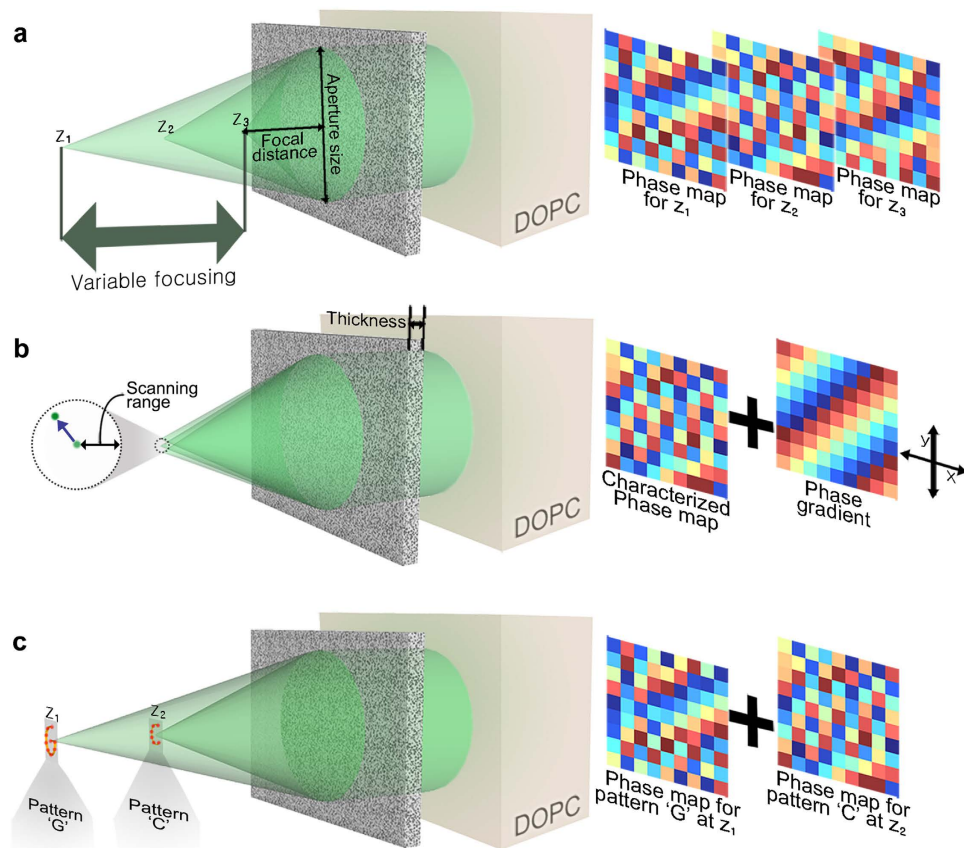 a
Z₁
Z₂
Z₃
Focal
distance
Aperture size
Variable focusing
DOPC
Phase map
for z₁
Phase map
for z₂
Phase map
for z₃
b
Thickness
Scanning
range
DOPC
Characterized
Phase map
Phase
gradient
y
x
c
Z₁
Z₂
G
C
Pattern
'G'
Pattern
'C'
DOPC
Phase map for
pattern 'G' at z₁
Phase map for
pattern 'C' at z₂